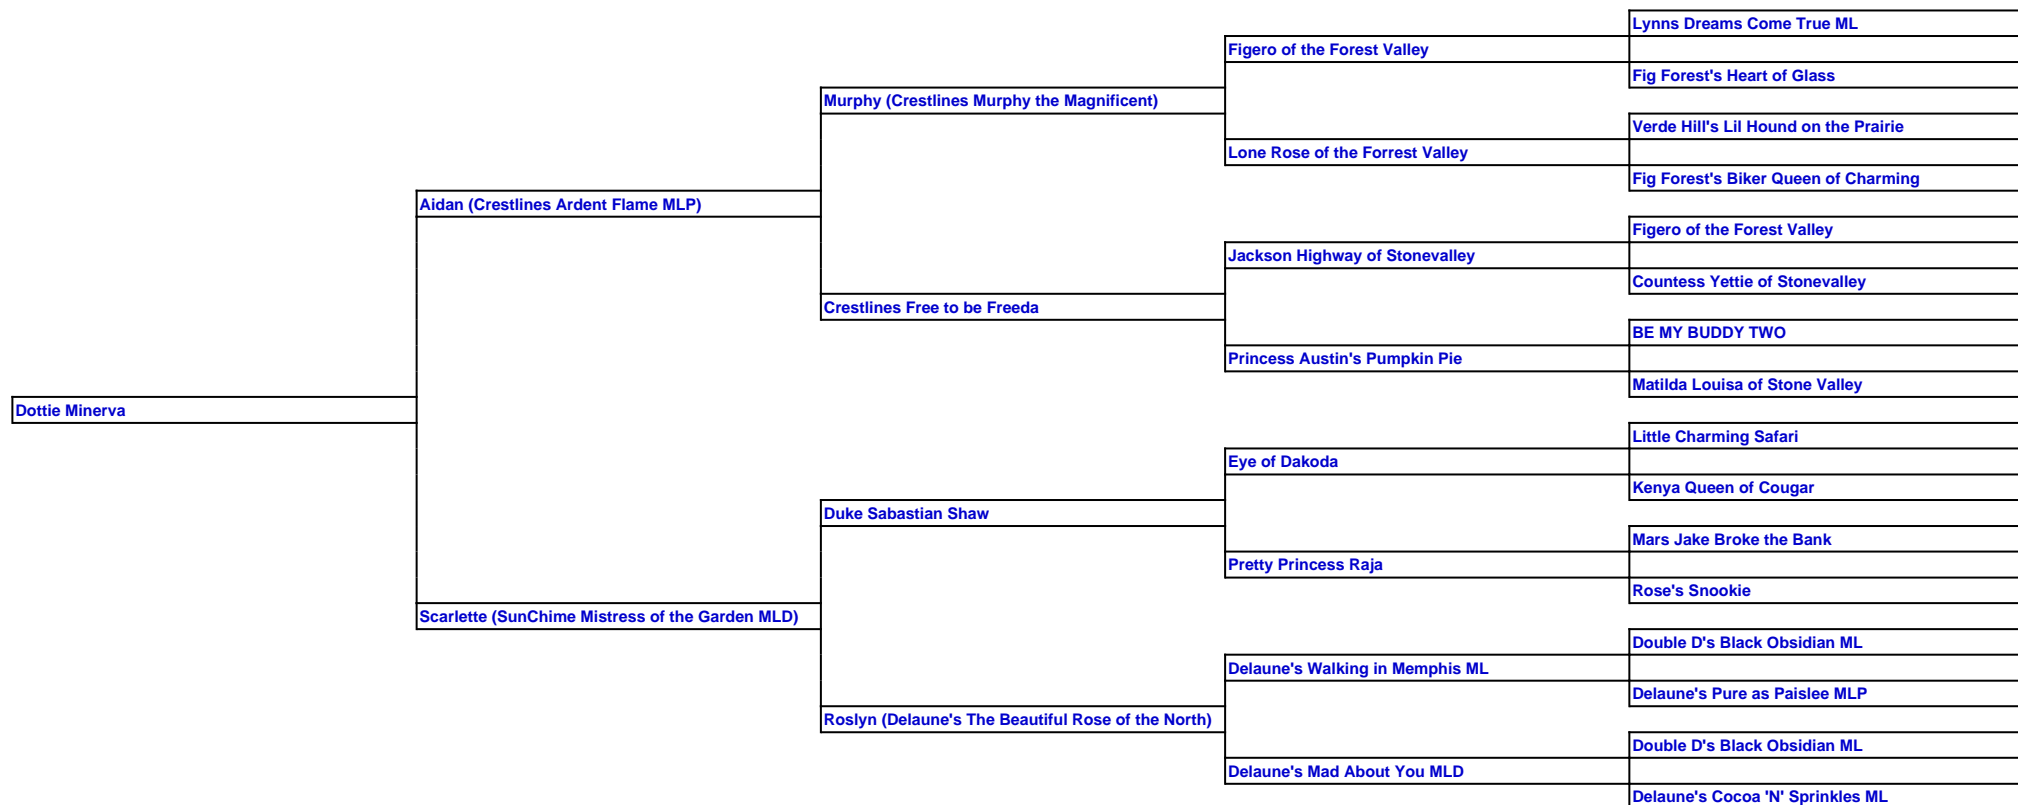 Lynns Dreams Come True ML
Figero of the Forest Valley
Fig Forest's Heart of Glass
Murphy (Crestlines Murphy the Magnificent)
Verde Hill's Lil Hound on the Prairie
Lone Rose of the Forrest Valley
Fig Forest's Biker Queen of Charming
Aidan (Crestlines Ardent Flame MLP)
Figero of the Forest Valley
Jackson Highway of Stonevalley
Countess Yettie of Stonevalley
Crestlines Free to be Freeda
BE MY BUDDY TWO
Princess Austin's Pumpkin Pie
Matilda Louisa of Stone Valley
Dottie Minerva
Little Charming Safari
Eye of Dakoda
Kenya Queen of Cougar
Duke Sabastian Shaw
Mars Jake Broke the Bank
Pretty Princess Raja
Rose's Snookie
Scarlette (SunChime Mistress of the Garden MLD)
Double D's Black Obsidian ML
Delaune's Walking in Memphis ML
Delaune's Pure as Paislee MLP
Roslyn (Delaune's The Beautiful Rose of the North)
Double D's Black Obsidian ML
Delaune's Mad About You MLD
Delaune's Cocoa 'N' Sprinkles ML